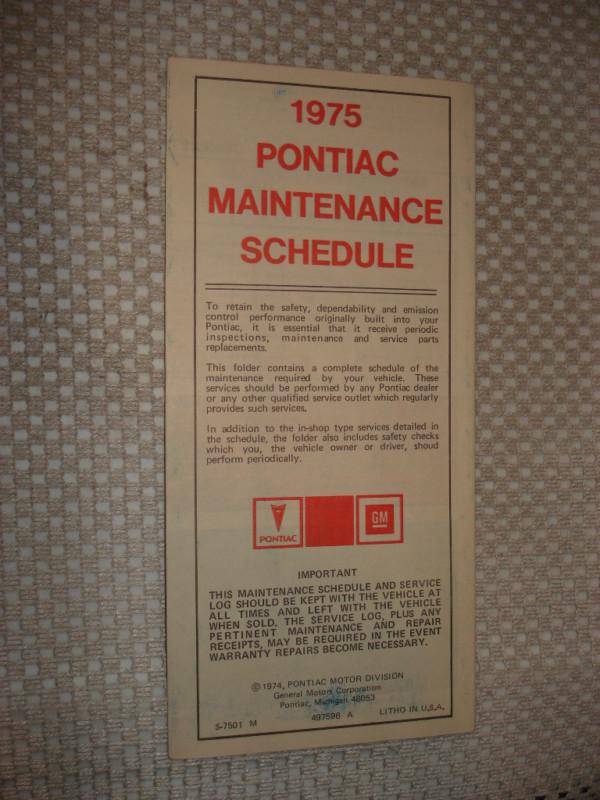 1975
PONTIAC
MAINTENANCE
SCHEDULE
To retain the safety, dependability and emission
control performance originally built into your
Pontiac, it is essential that it receive periodic
inspections, maintenance and service parts
replacements.
This folder contains a complete schedule of the
maintenance required by your vehicle. These
services should be performed by any Pontiac dealer
or any other qualified service outlet which regularly
provides such services.
In addition to the in-shop type services detailed in
the schedule, the folder also includes safety checks
which you, the vehicle owner or driver, shoud
perform periodically.
PONTIAC
GM
IMPORTANT
THIS MAINTENANCE SCHEDULE AND SERVICE
LOG SHOULD BE KEPT WITH THE VEHICLE AT
ALL TIMES AND LEFT WITH THE VEHICLE
WHEN SOLD. THE SERVICE LOG, PLUS ANY
PERTINENT MAINTENANCE AND REPAIR
RECEIPTS, MAY BE REQUIRED IN THE EVENT
WARRANTY REPAIRS BECOME NECESSARY.
© 1974, PONTIAC MOTOR DIVISION
General Motors Corporation
Pontiac, Michigan 48053
S-7501 M 497596 A LITHO IN U.S.A.